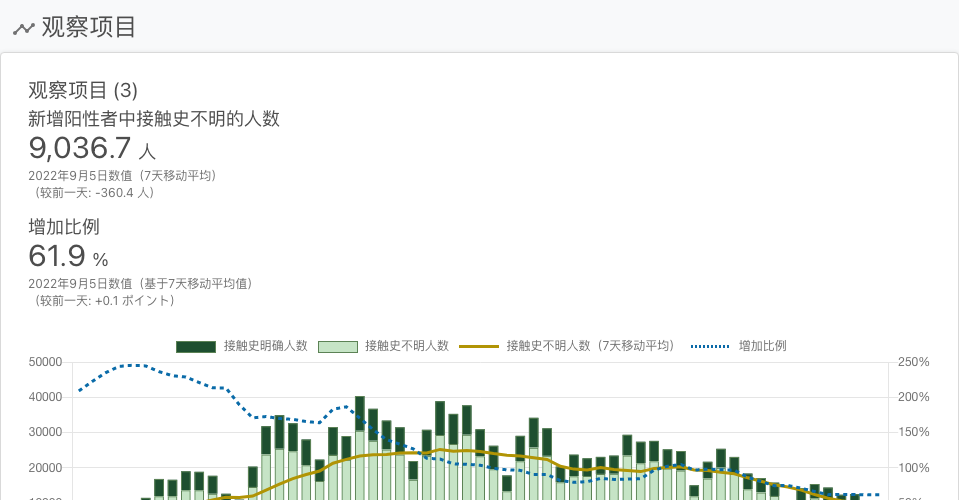 观察项目
观察项目 (3)
新增阳性者中接触史不明的人数
9,036.7 人
2022年9月5日数值（7天移动平均）
（较前一天: -360.4 人）
增加比例
61.9 %
2022年9月5日数值（基于7天移动平均值）
（较前一天: +0.1 ポイント）
接触史明确人数 接触史不明人数 接触史不明人数（7天移动平均） 增加比例
50000 250%
40000 200%
30000 150%
20000 100%